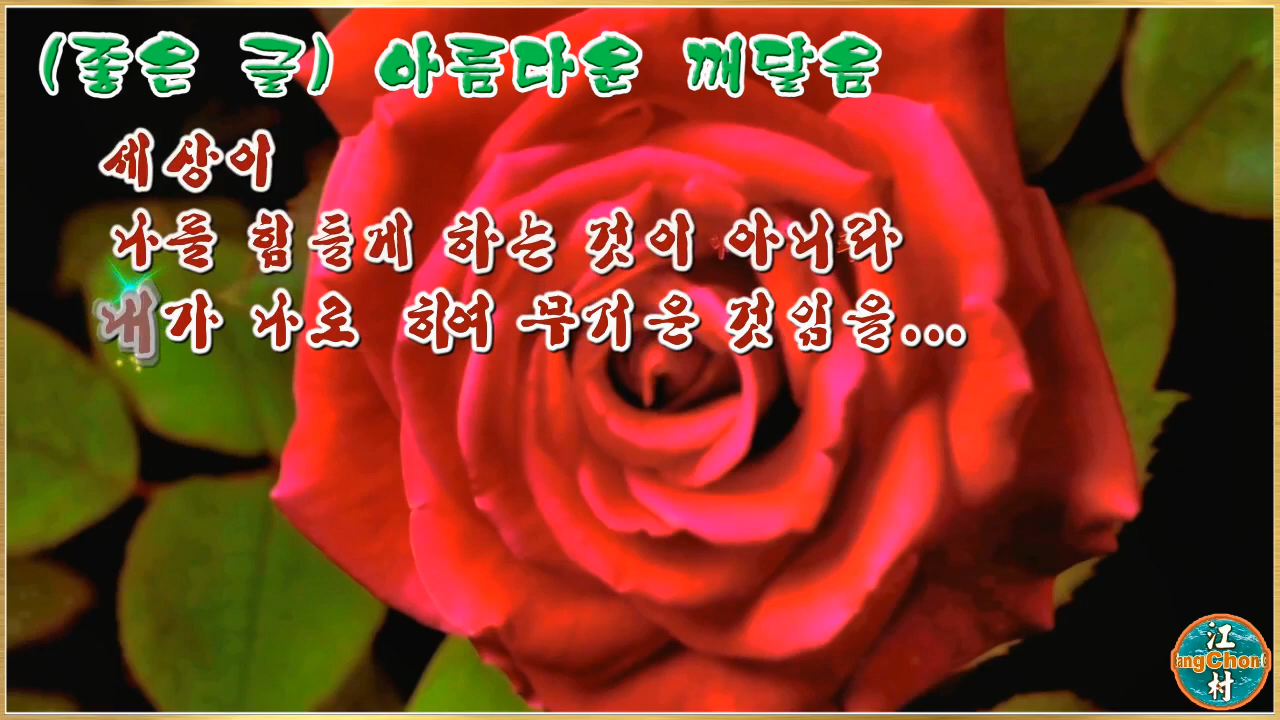 (좋은 글) 아름다운 깨달음
세상이
나를 힘들게 하는 것이 아니라
내가 나로 하여 무거운 것임을...
江
angChon
村